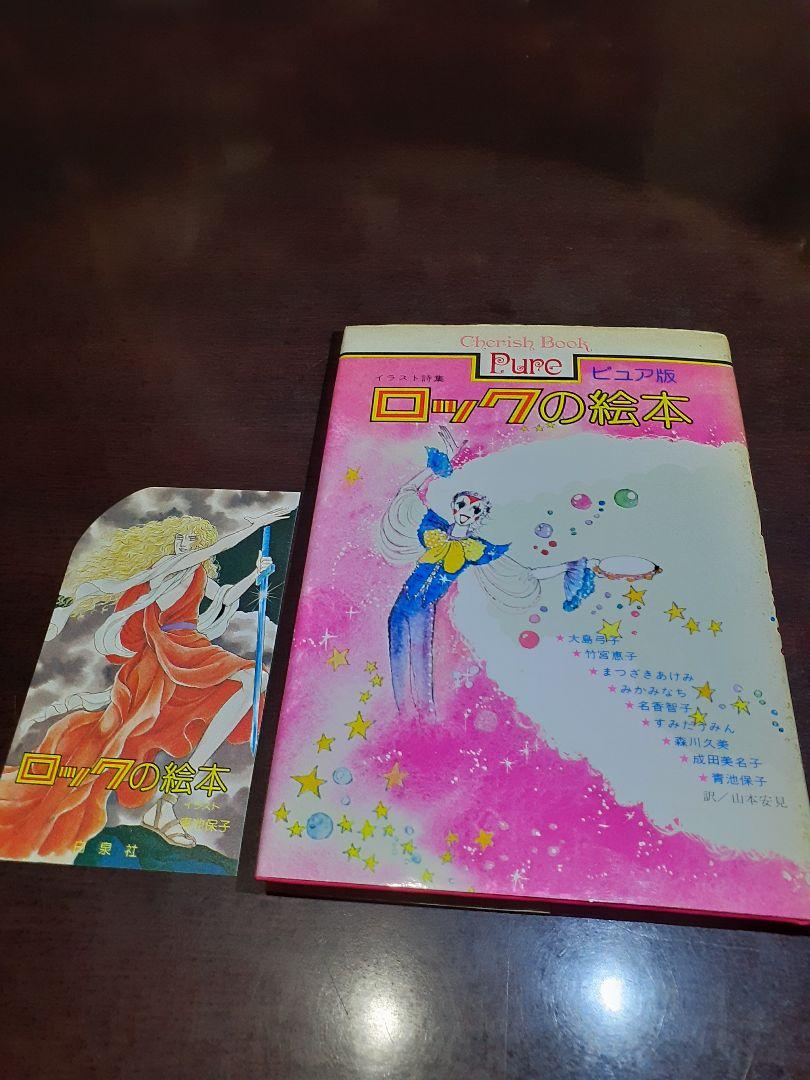 Cherish Book
Pure
ピュア版
イラスト詩集
ロックの絵本
★大島弓子
★竹宮恵子
★まつざきあけみ
★みかみなち
★名香智子
★すみだうみん
★森川久美
★成田美名子
★青池保子
訳/山本安見
ロックの絵本
イラスト
青池保子
白泉社